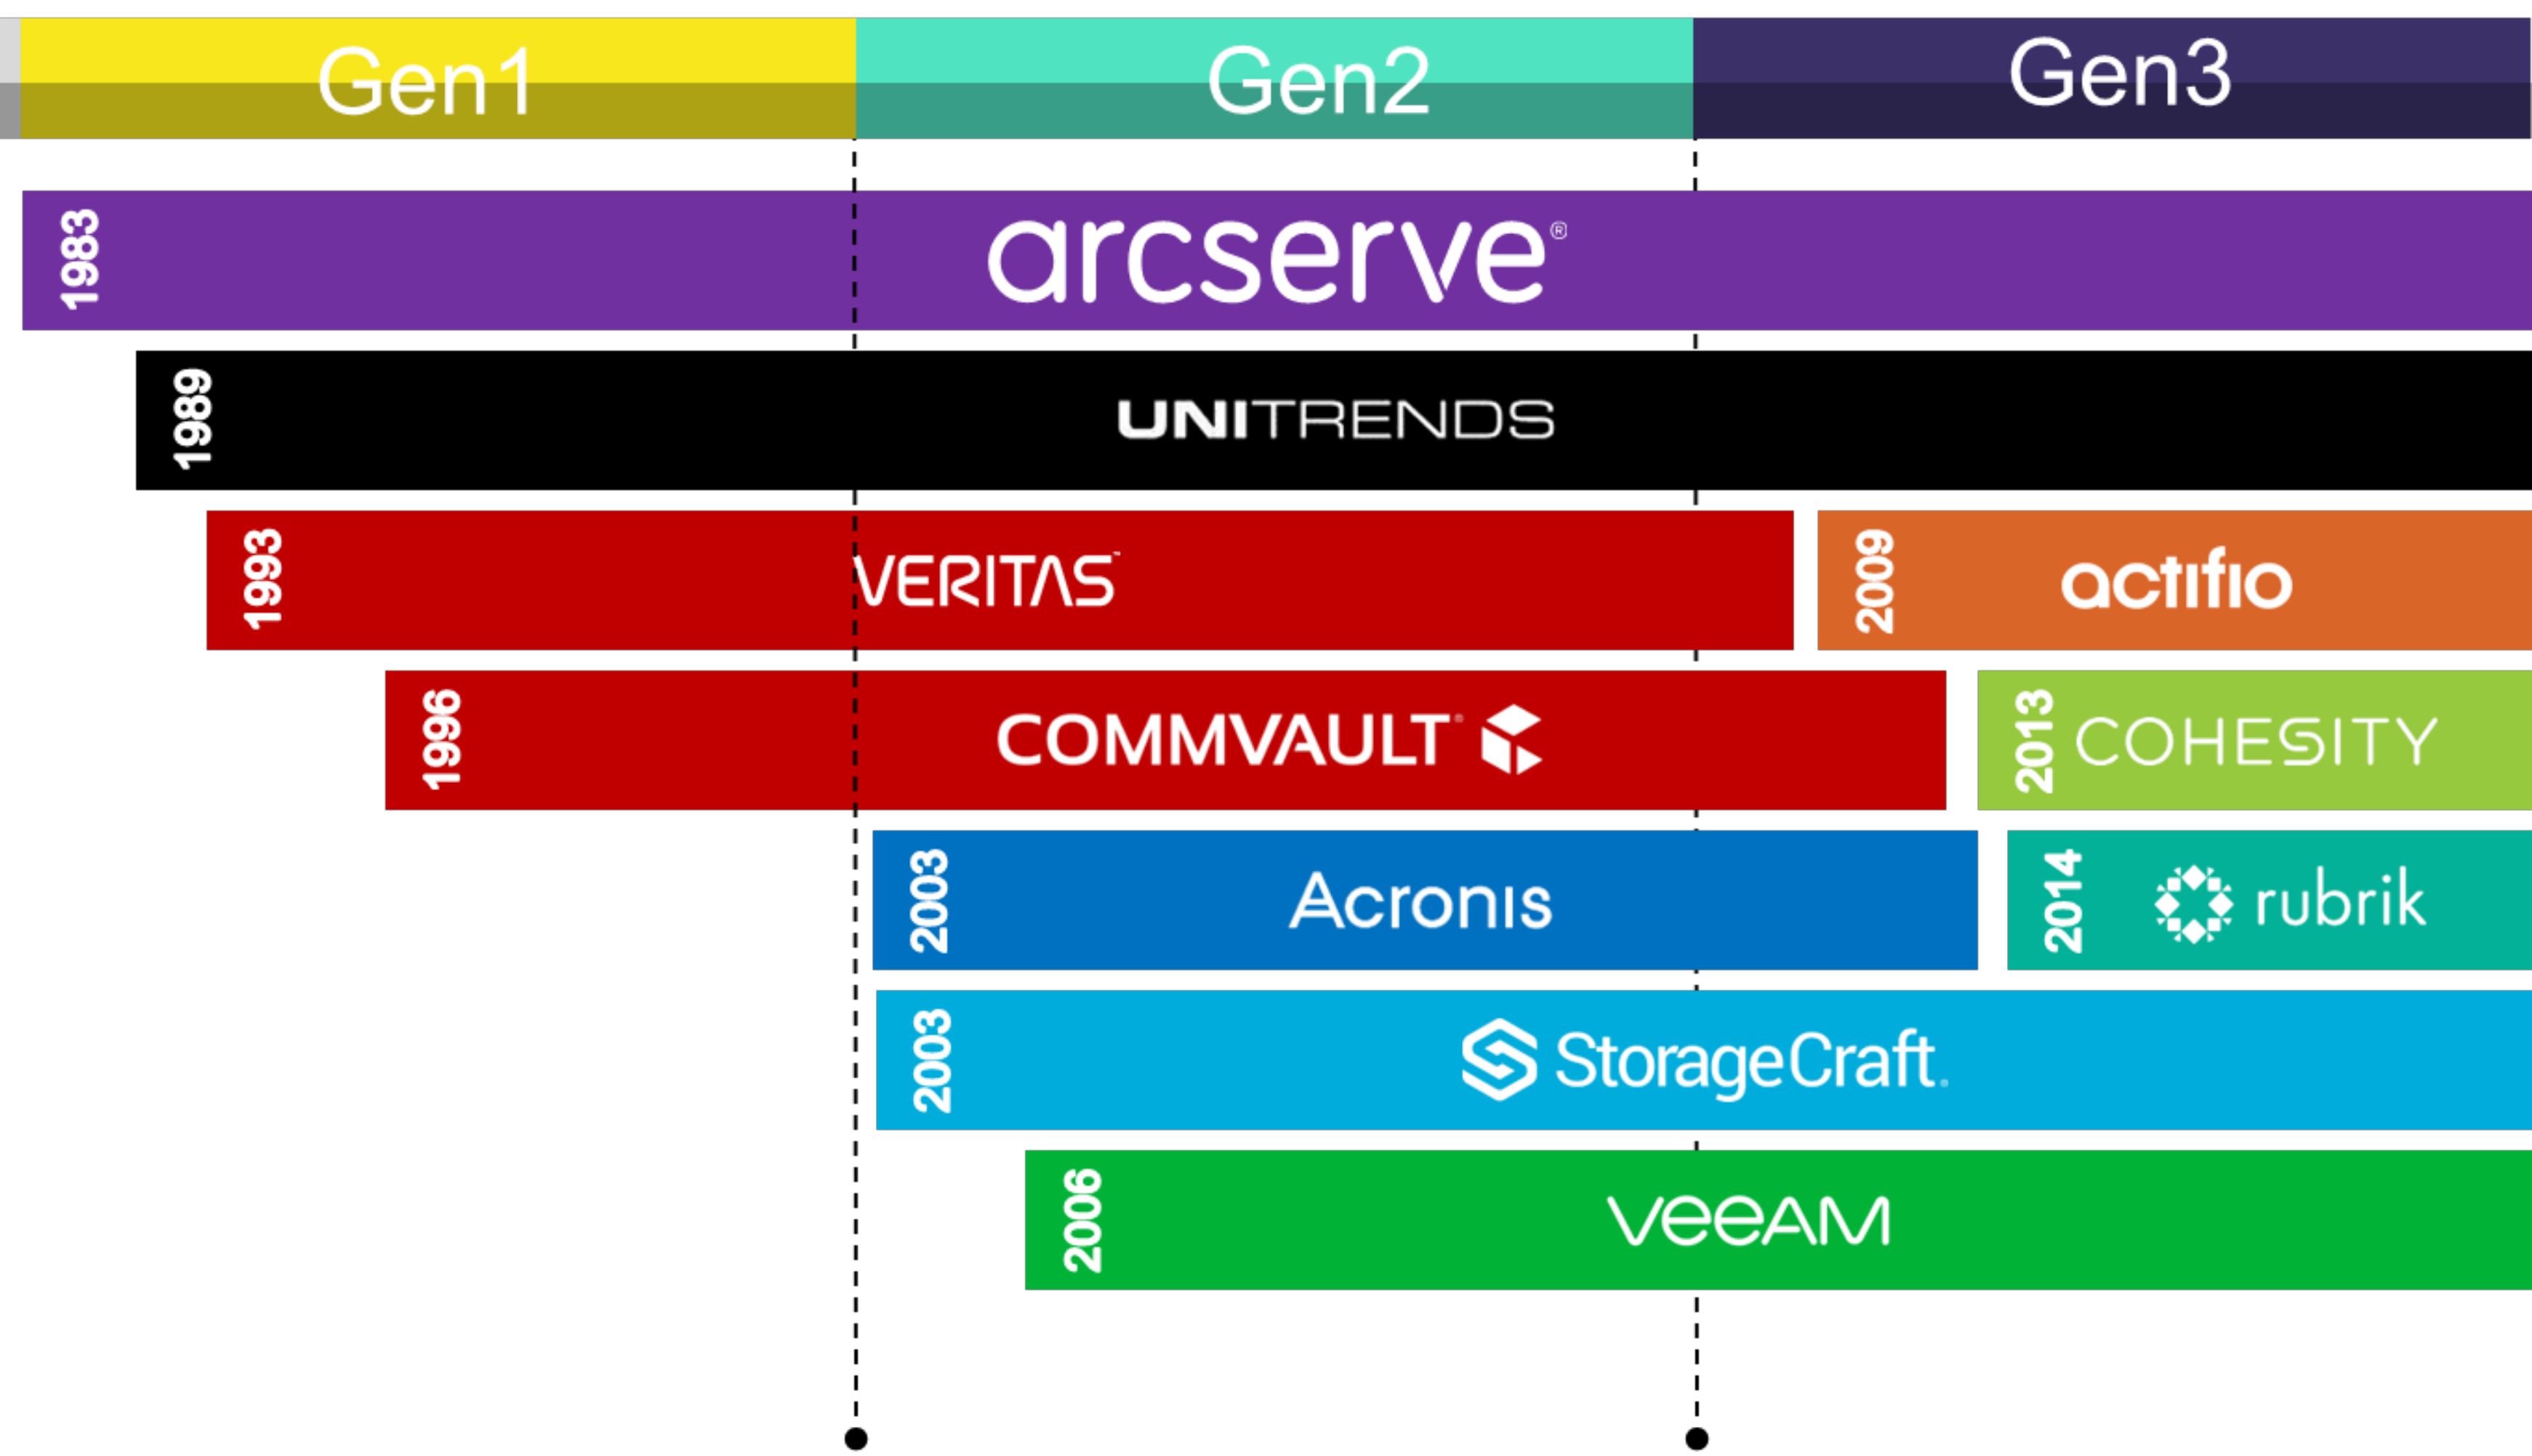 Gen1 Gen2 Gen3
1983 arcserve®
1989 UNITRENDS
1993 VERITAS™ 2009 actifio
1996 COMMVAULT® 2013 COHESITY
2003 Acronis 2014 rubrik
2003 StorageCraft.
2006 veeAM